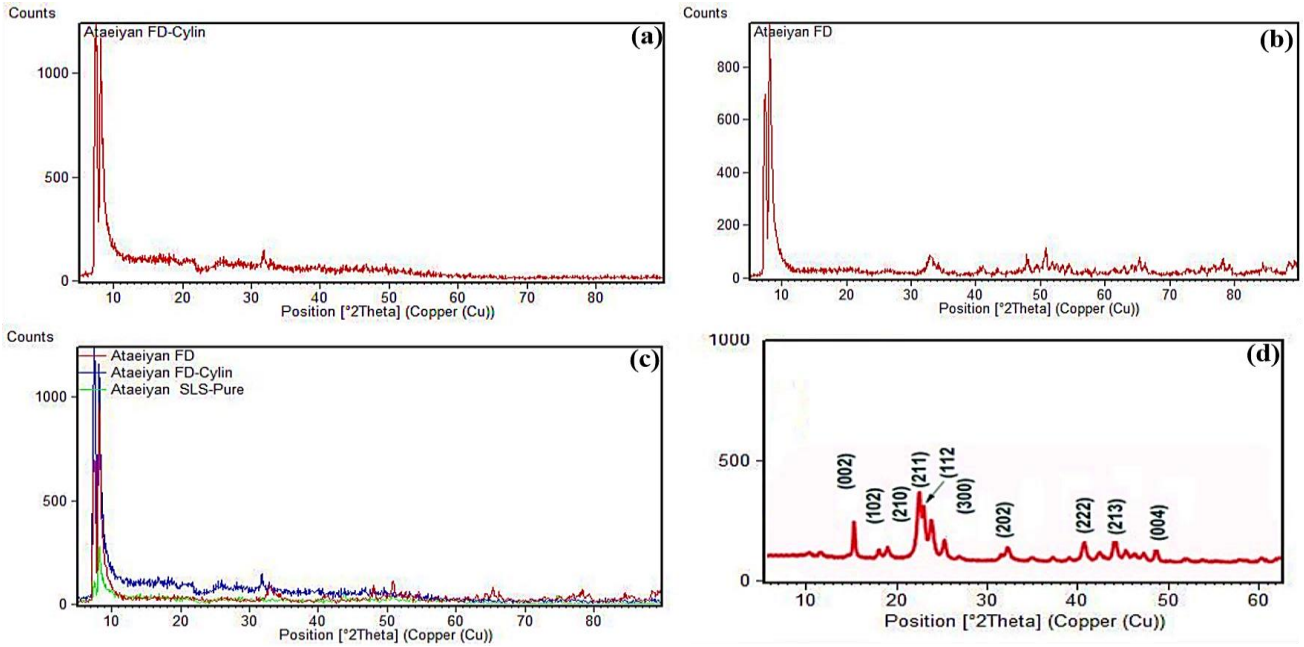 Counts
Ataeiyan FD-Cylin
(a)
1000
500
0
10 20 30 40 50 60 70 80
Position [°2Theta] (Copper (Cu))
Counts
Ataeiyan FD
(b)
800
600
400
200
0
10 20 30 40 50 60 70 80
Position [°2Theta] (Copper (Cu))
Counts
Ataeiyan FD
Ataeiyan FD-Cylin
Ataeiyan SLS-Pure
(c)
1000
500
0
10 20 30 40 50 60 70 80
Position [°2Theta] (Copper (Cu))
1000
(d)
500
0
(002)
(102)
(210)
(211)
(112
(300)
(202)
(222)
(213)
(004)
10 20 30 40 50 60
Position [°2Theta] (Copper (Cu))